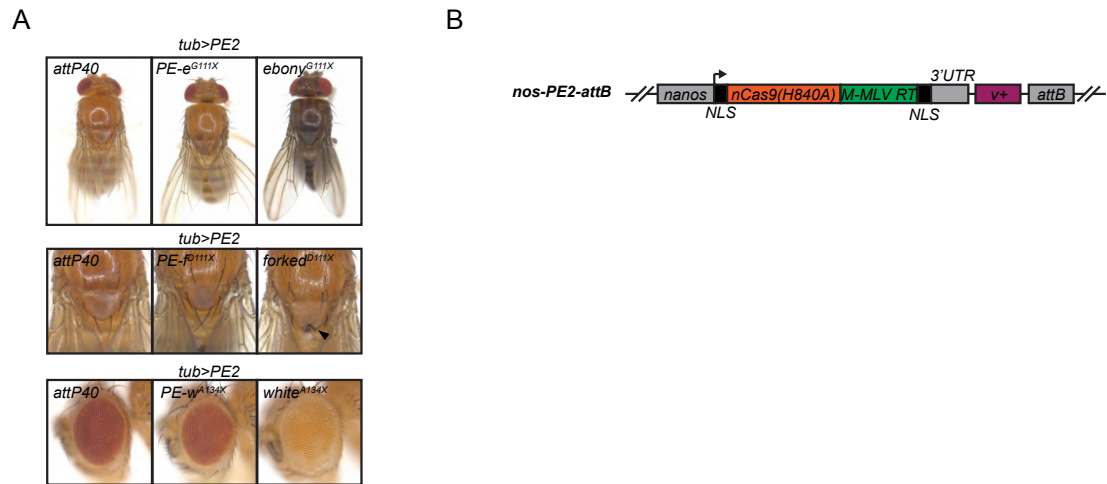 A
tub>PE2
attP40 PE-e^G111X ebony^G111X
tub>PE2
attP40 PE-f^D111X forked^D111X
tub>PE2
attP40 PE-w^A134X white^A134X
B
3'UTR
nos-PE2-attB nanos nCas9(H840A) M-MLV RT v+ attB
NLS NLS